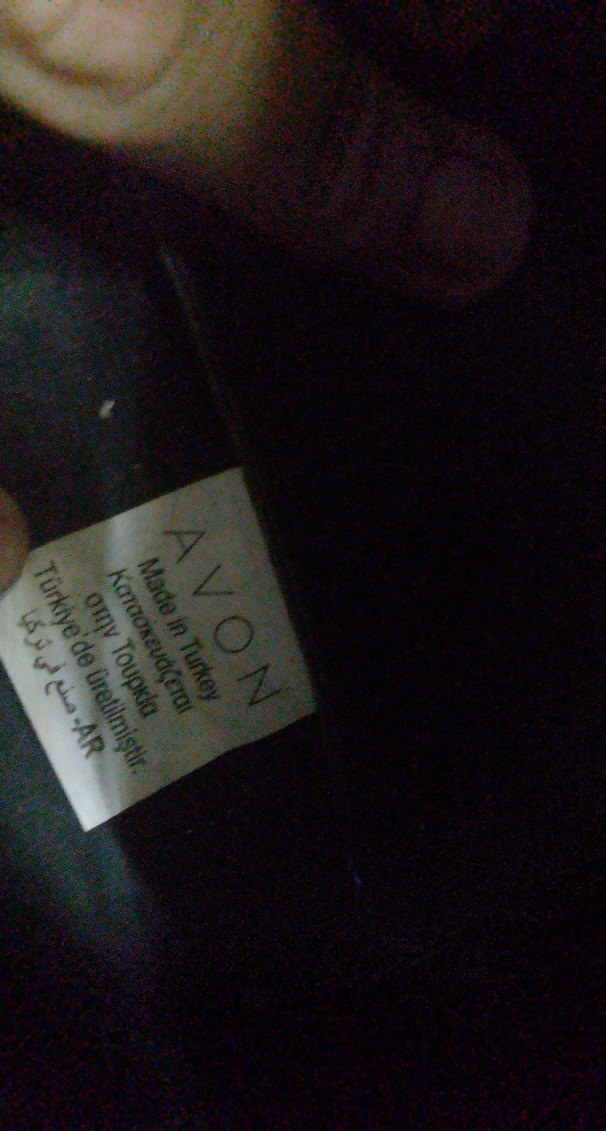 AVON
Made in Turkey
Κατασκευάζεται
στην Τουρκία
Türkiye'de üretilmiştir.
صنع في تركيا -AR